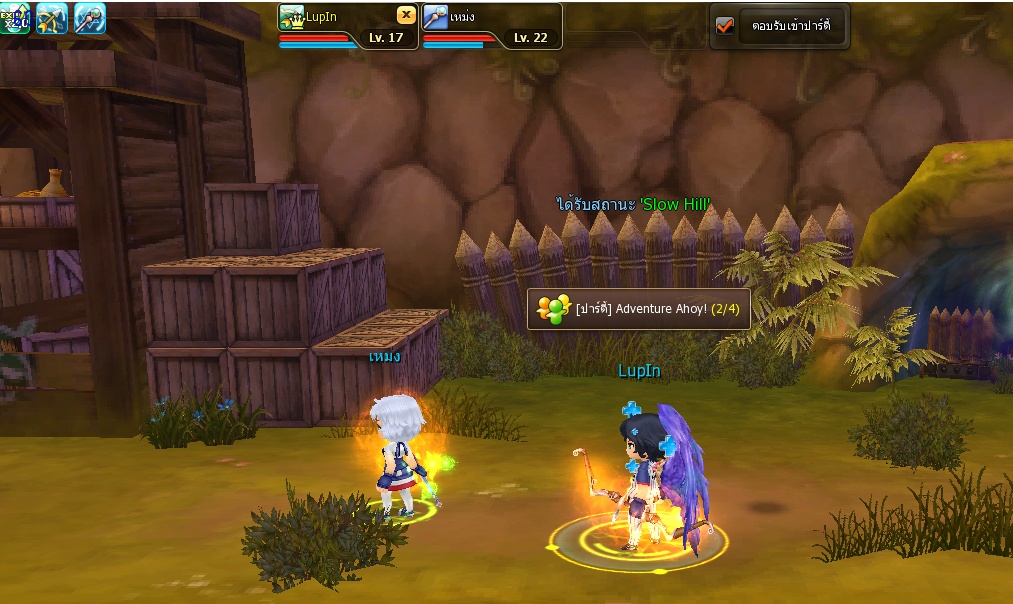 EXP
x20
LupIn
Lv. 17
เหม่ง
Lv. 22
ตอบรับเข้าปาร์ตี้
ได้รับสถานะ 'Slow Hill'
[ปาร์ตี้] Adventure Ahoy! (2/4)
เหม่ง
LupIn